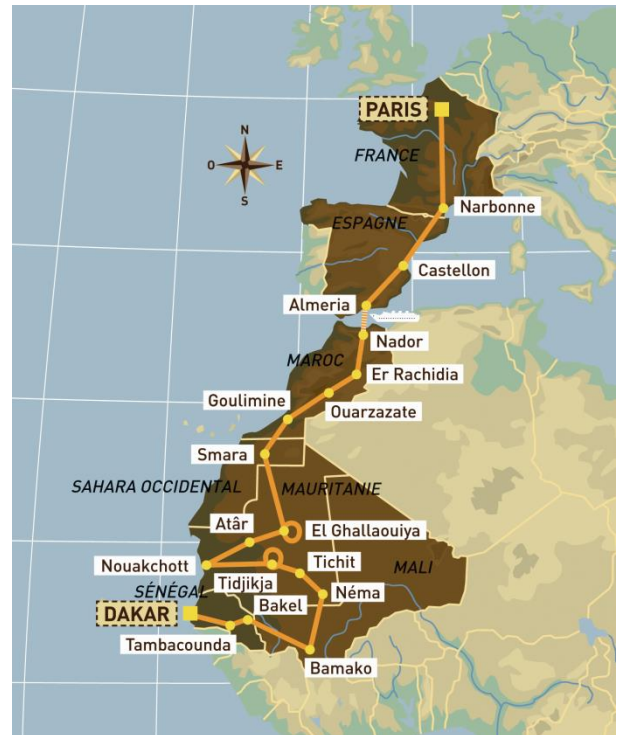 PARIS
FRANCE
N
O
E
S
Narbonne
ESPAGNE
Castellon
Almeria
Nador
MAROC
Er Rachidia
Ouarzazate
Goulimine
Smara
SAHARA OCCIDENTAL
MAURITANIE
Atâr
El Ghallaouiya
Nouakchott
Tichit
MALI
Tidjikja
SÉNÉGAL
Néma
Bakel
DAKAR
Tambacounda
Bamako